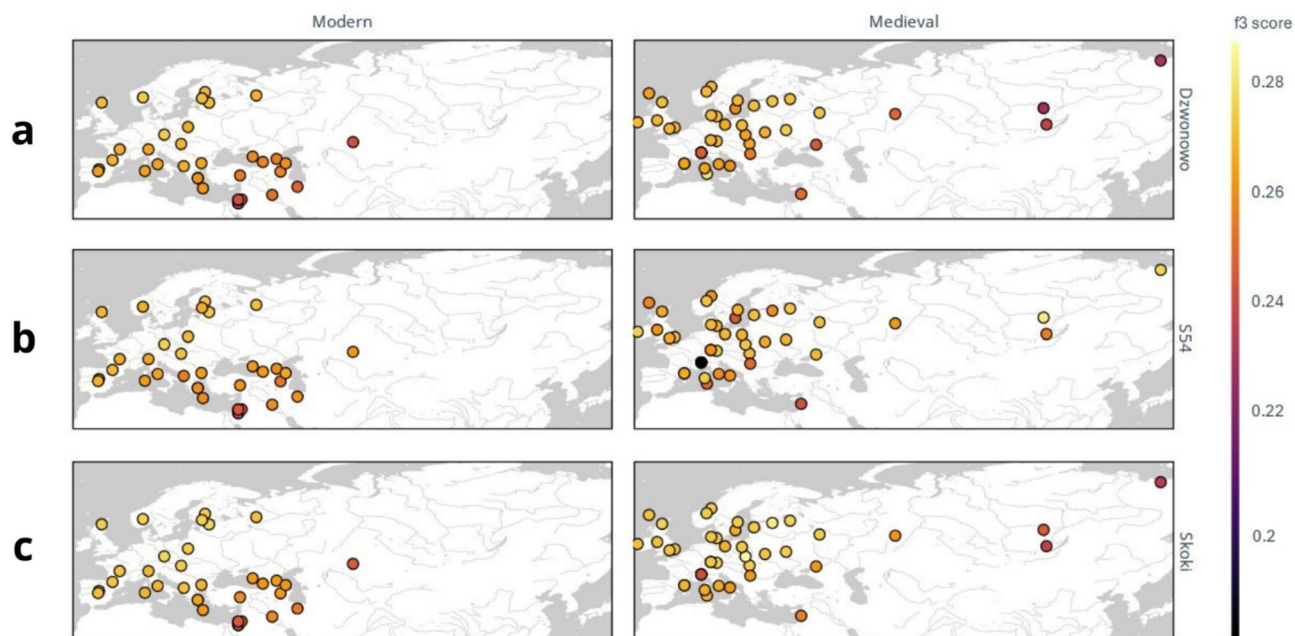 Modern
Medieval
f3 score
a
Dzwonowo
0.28
0.26
b
S54
0.24
0.22
c
Skoki
0.2